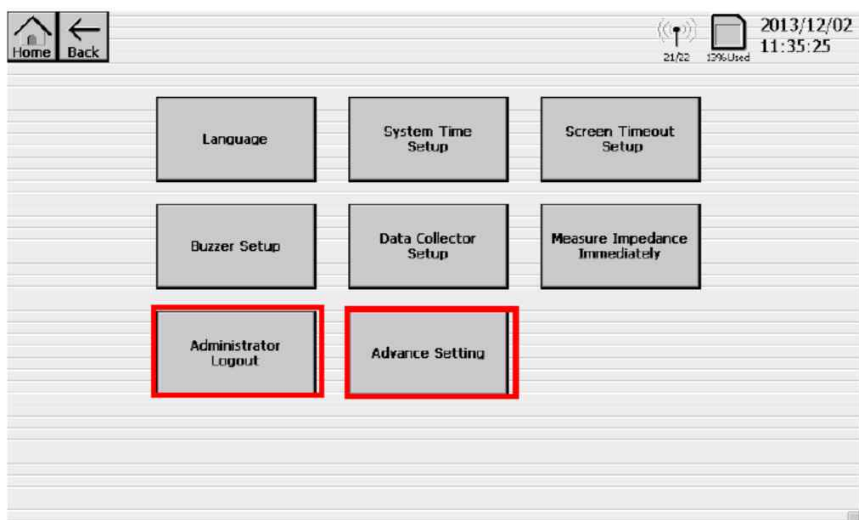 Home
Back
21/22
13%Used
2013/12/02
11:35:25
Language
System Time
Setup
Screen Timeout
Setup
Buzzer Setup
Data Collector
Setup
Measure Impedance
Immediately
Administrator
Logout
Advance Setting